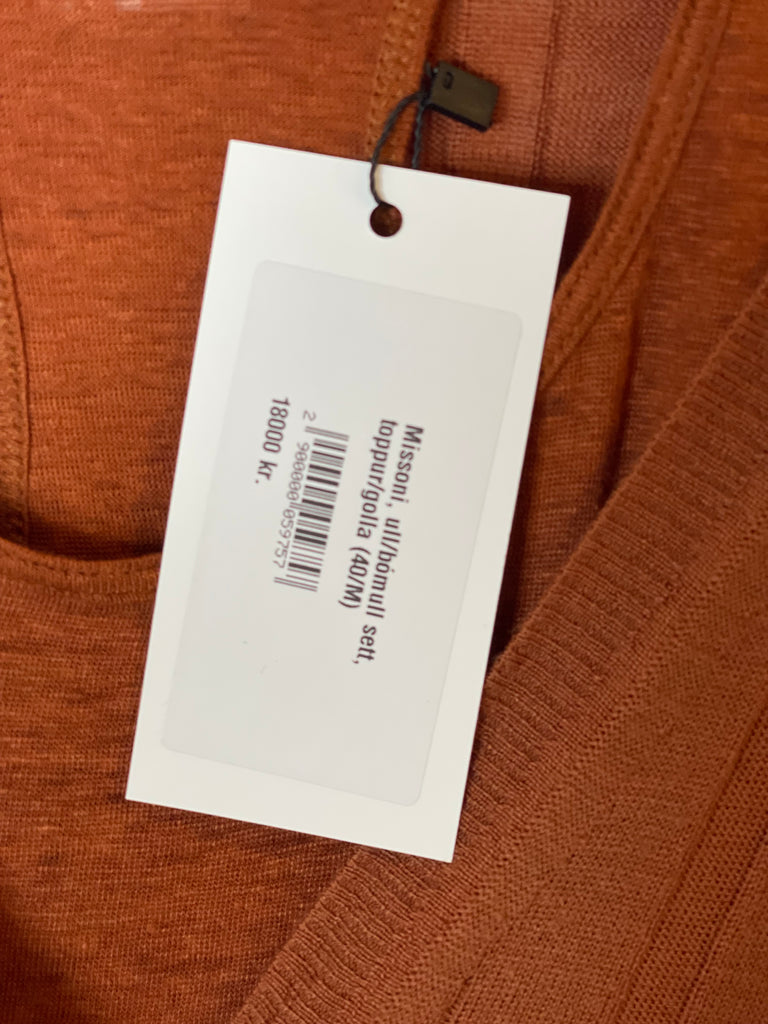 Missoni, ull/bómull sett,
toppur/golla (40/M)
2 900000 059757
18000 kr.